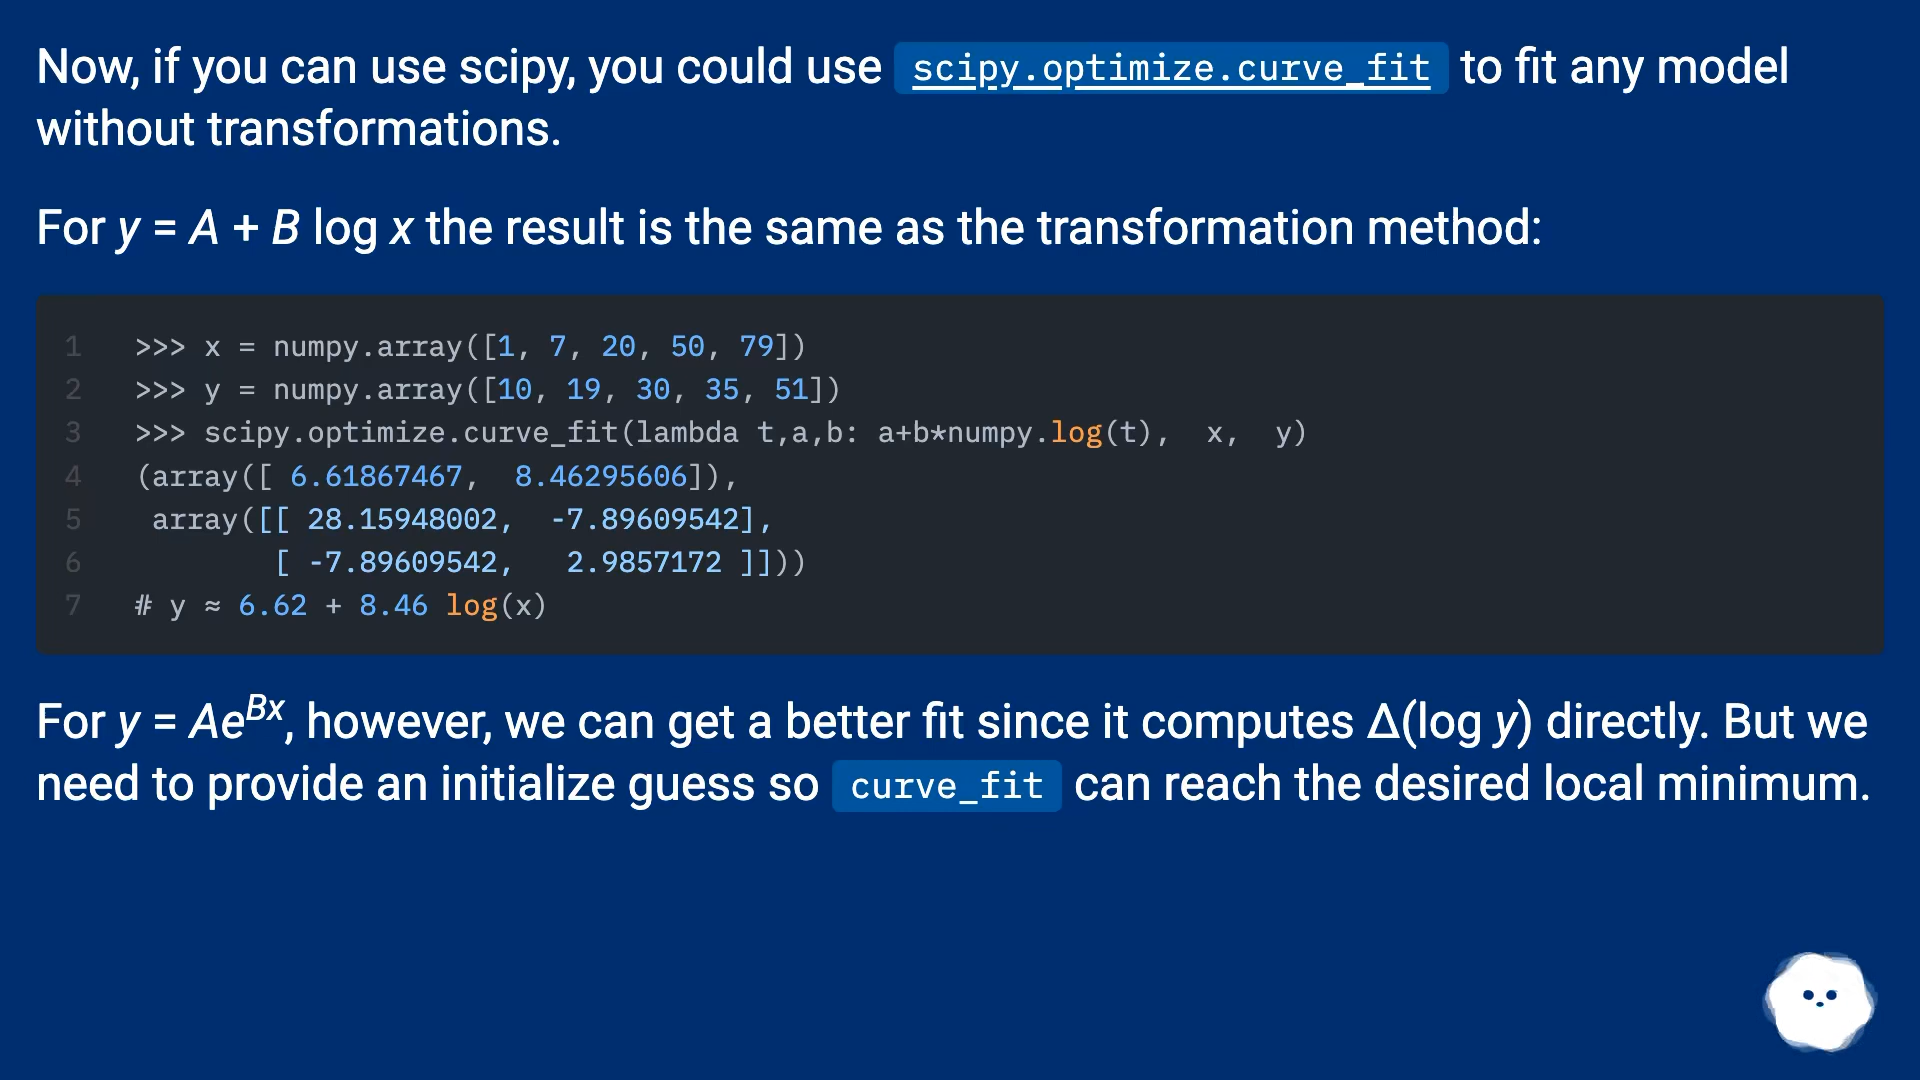 Now, if you can use scipy, you could use scipy.optimize.curve_fit to fit any model
without transformations.
For y = A + B log x the result is the same as the transformation method:
1 >>> x = numpy.array([1, 7, 20, 50, 79])
2 >>> y = numpy.array([10, 19, 30, 35, 51])
3 >>> scipy.optimize.curve_fit(lambda t,a,b: a+b*numpy.log(t),  x,  y)
4 (array([ 6.61867467,  8.46295606]),
5  array([[ 28.15948002,  -7.89609542],
6         [ -7.89609542,   2.9857172 ]]))
7 # y ≈ 6.62 + 8.46 log(x)
For y = Ae^Bx, however, we can get a better fit since it computes Δ(log y) directly. But we
need to provide an initialize guess so curve_fit can reach the desired local minimum.